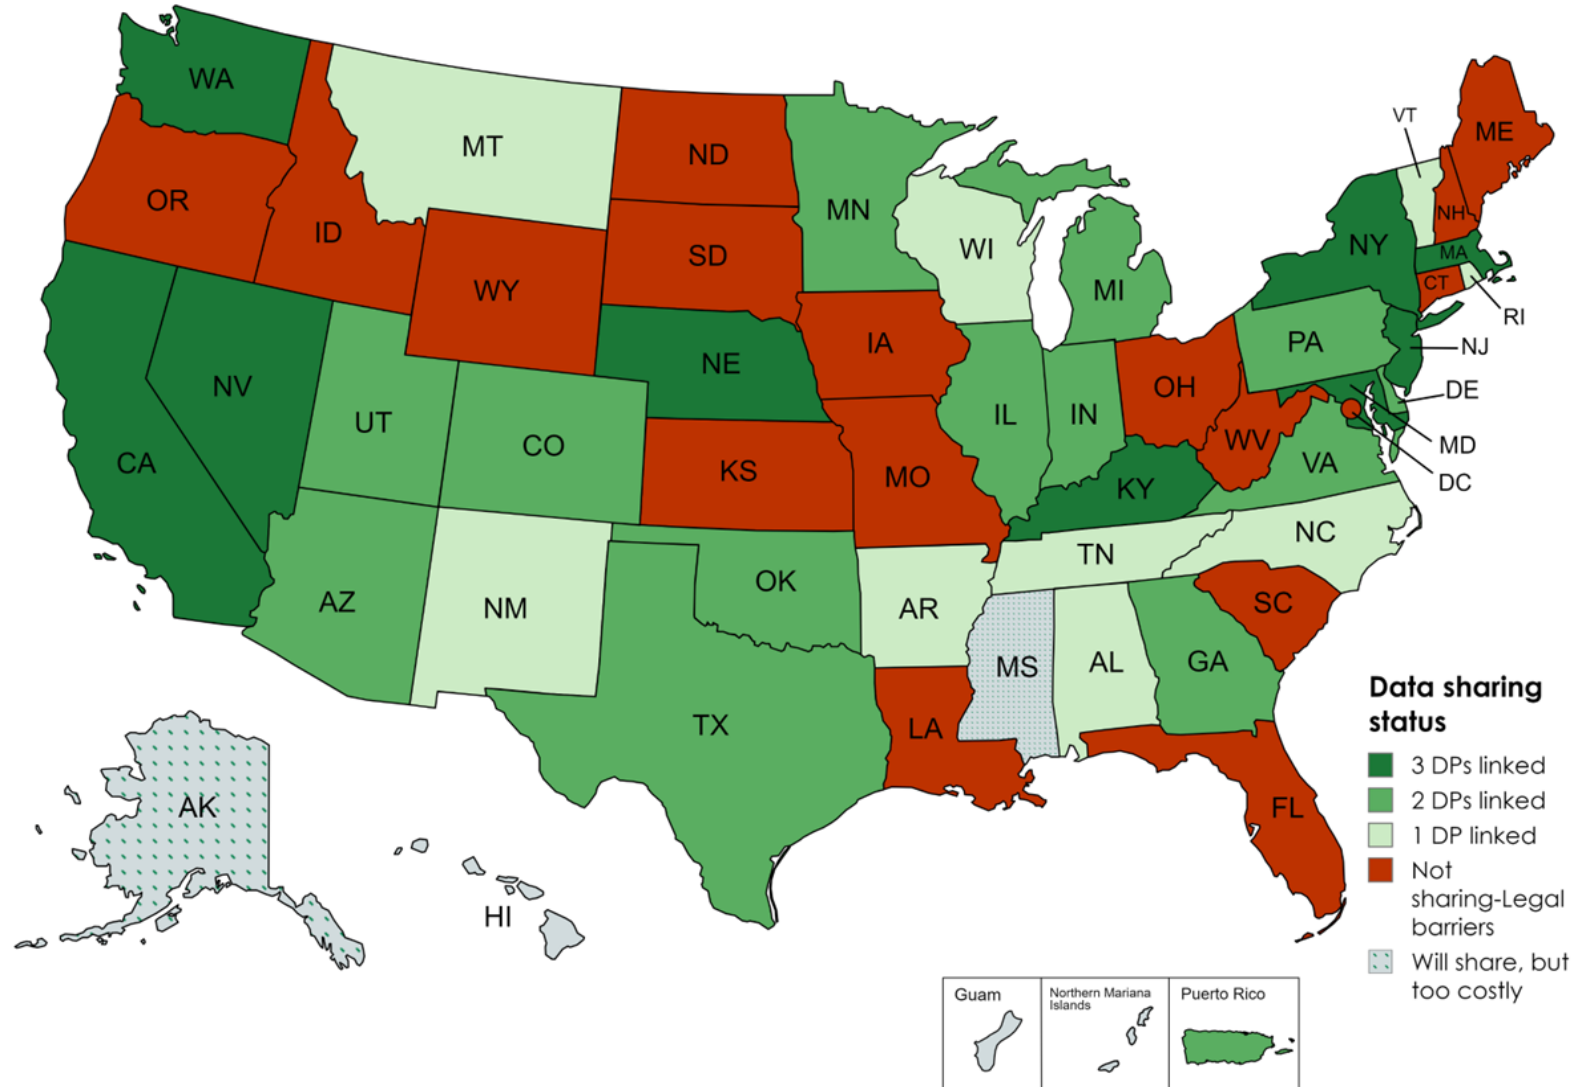 WA
MT
ND
MN
VT
ME
OR
ID
SD
WI
MI
NY
NH
MA
CT
RI
WY
NE
IA
PA
NJ
NV
UT
CO
IL
IN
OH
DE
CA
KS
MO
WV
MD
VA
DC
KY
AZ
NM
OK
AR
TN
NC
SC
MS
AL
GA
TX
LA
FL
AK
HI
Data sharing
status
3 DPs linked
2 DPs linked
1 DP linked
Not
sharing-Legal
barriers
Will share, but
too costly
Guam
Northern Mariana
Islands
Puerto Rico